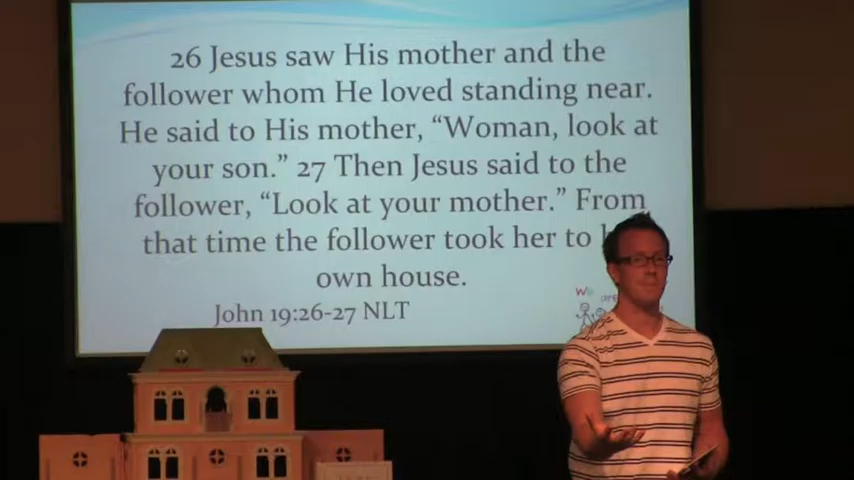 26 Jesus saw His mother and the
follower whom He loved standing near.
He said to His mother, “Woman, look at
your son.” 27 Then Jesus said to the
follower, “Look at your mother.” From
that time the follower took her to
own house.
John 19:26-27 NLT
We are